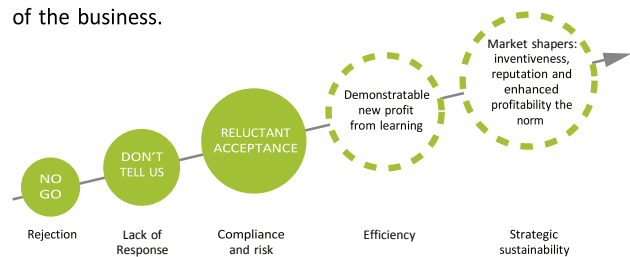 of the business.
NO
GO
DON'T
TELL US
RELUCTANT
ACCEPTANCE
Demonstratable
new profit
from learning
Market shapers:
inventiveness,
reputation and
enhanced
profitability the
norm
Rejection
Lack of
Response
Compliance
and risk
Efficiency
Strategic
sustainability